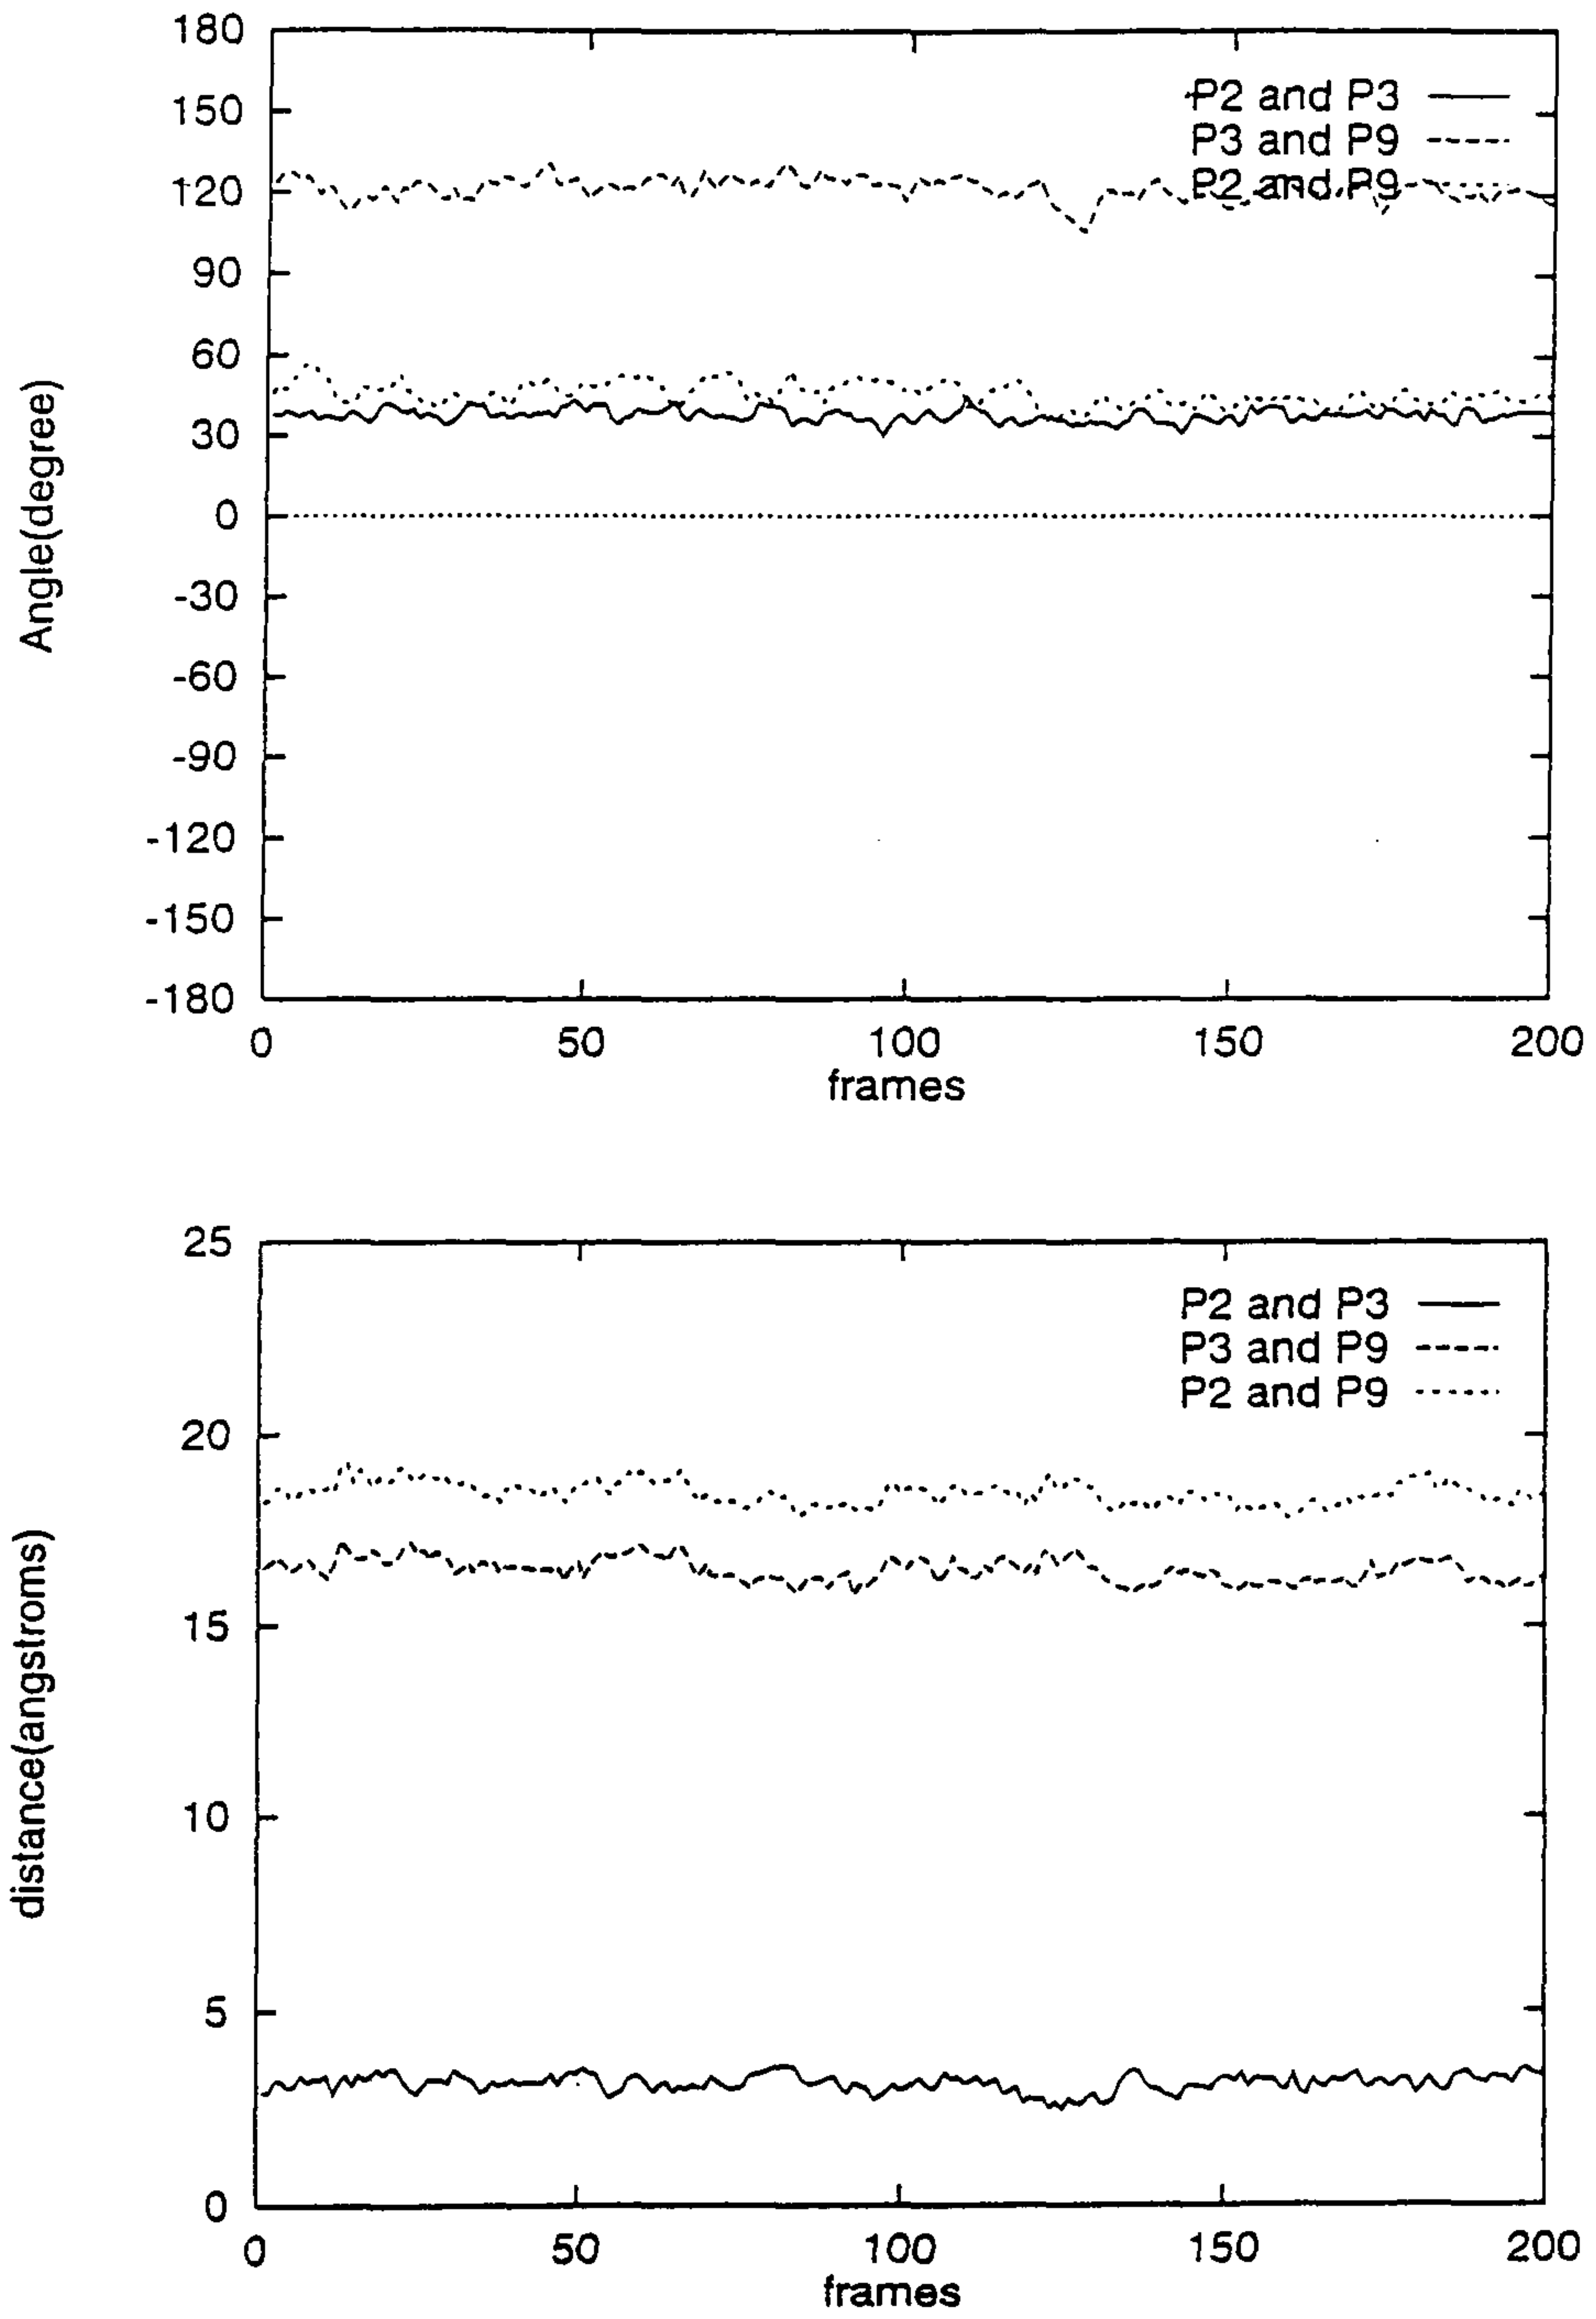 180
150
120
90
60
30
0
-30
-60
-90
-120
-150
-180
Angle(degree)
P2 and P3
P3 and P9
P2 and P9
0 50 100 150 200
frames
25
20
15
10
5
0
distance(angstroms)
P2 and P3
P3 and P9
P2 and P9
0 50 100 150 200
frames